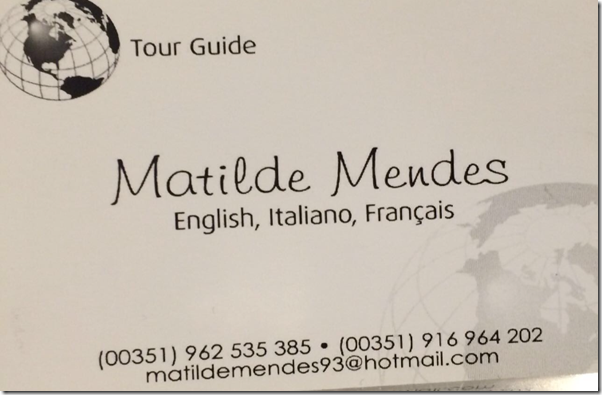 Tour Guide
Matilde Mendes
English, Italiano, Français
(00351) 962 535 385 • (00351) 916 964 202
matildemendes93@hotmail.com